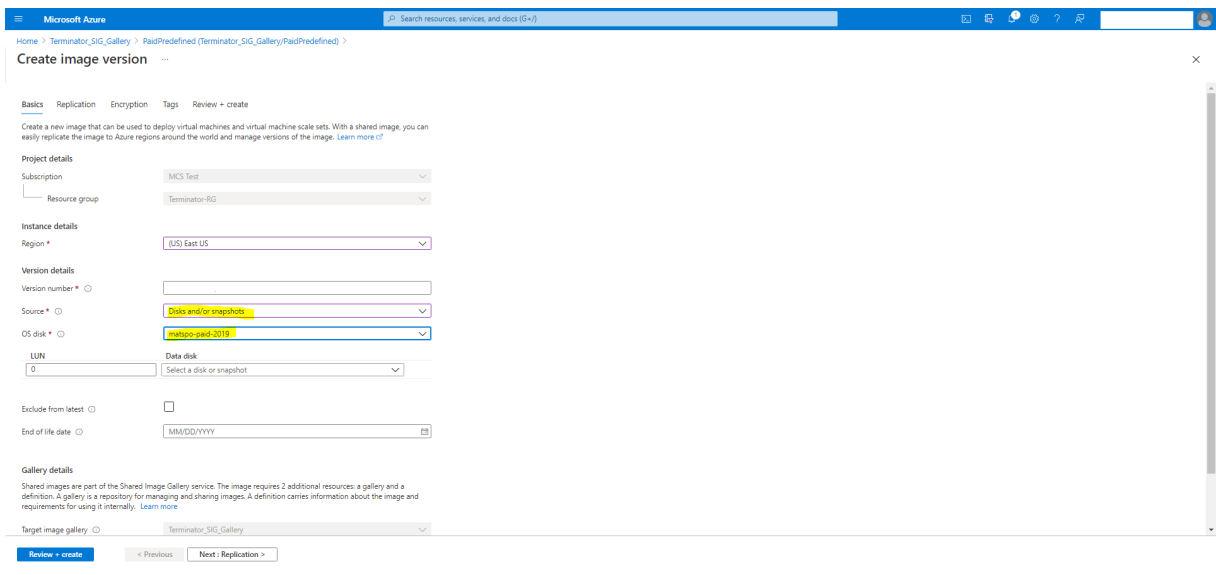 Microsoft Azure
Search resources, services, and docs (G+/)
1
Home > Terminator_SIG_Gallery > PaidPredefined (Terminator_SIG_Gallery/PaidPredefined) >
Create image version ...
Basics Replication Encryption Tags Review + create
Create a new image that can be used to deploy virtual machines and virtual machine scale sets. With a shared image, you can
easily replicate the image to Azure regions around the world and manage versions of the image. Learn more
Project details
Subscription MCS Test
Resource group Terminator-RG
Instance details
Region * (US) East US
Version details
Version number *
Source * Disks and/or snapshots
OS disk * matspo-paid-2019
LUN Data disk
0 Select a disk or snapshot
Exclude from latest
End of life date MM/DD/YYYY
Gallery details
Shared images are part of the Shared Image Gallery service. The image requires 2 additional resources: a gallery and a
definition. A gallery is a repository for managing and sharing images. A definition carries information about the image and
requirements for using it internally. Learn more
Target image gallery Terminator_SIG_Gallery
Review + create < Previous Next : Replication >